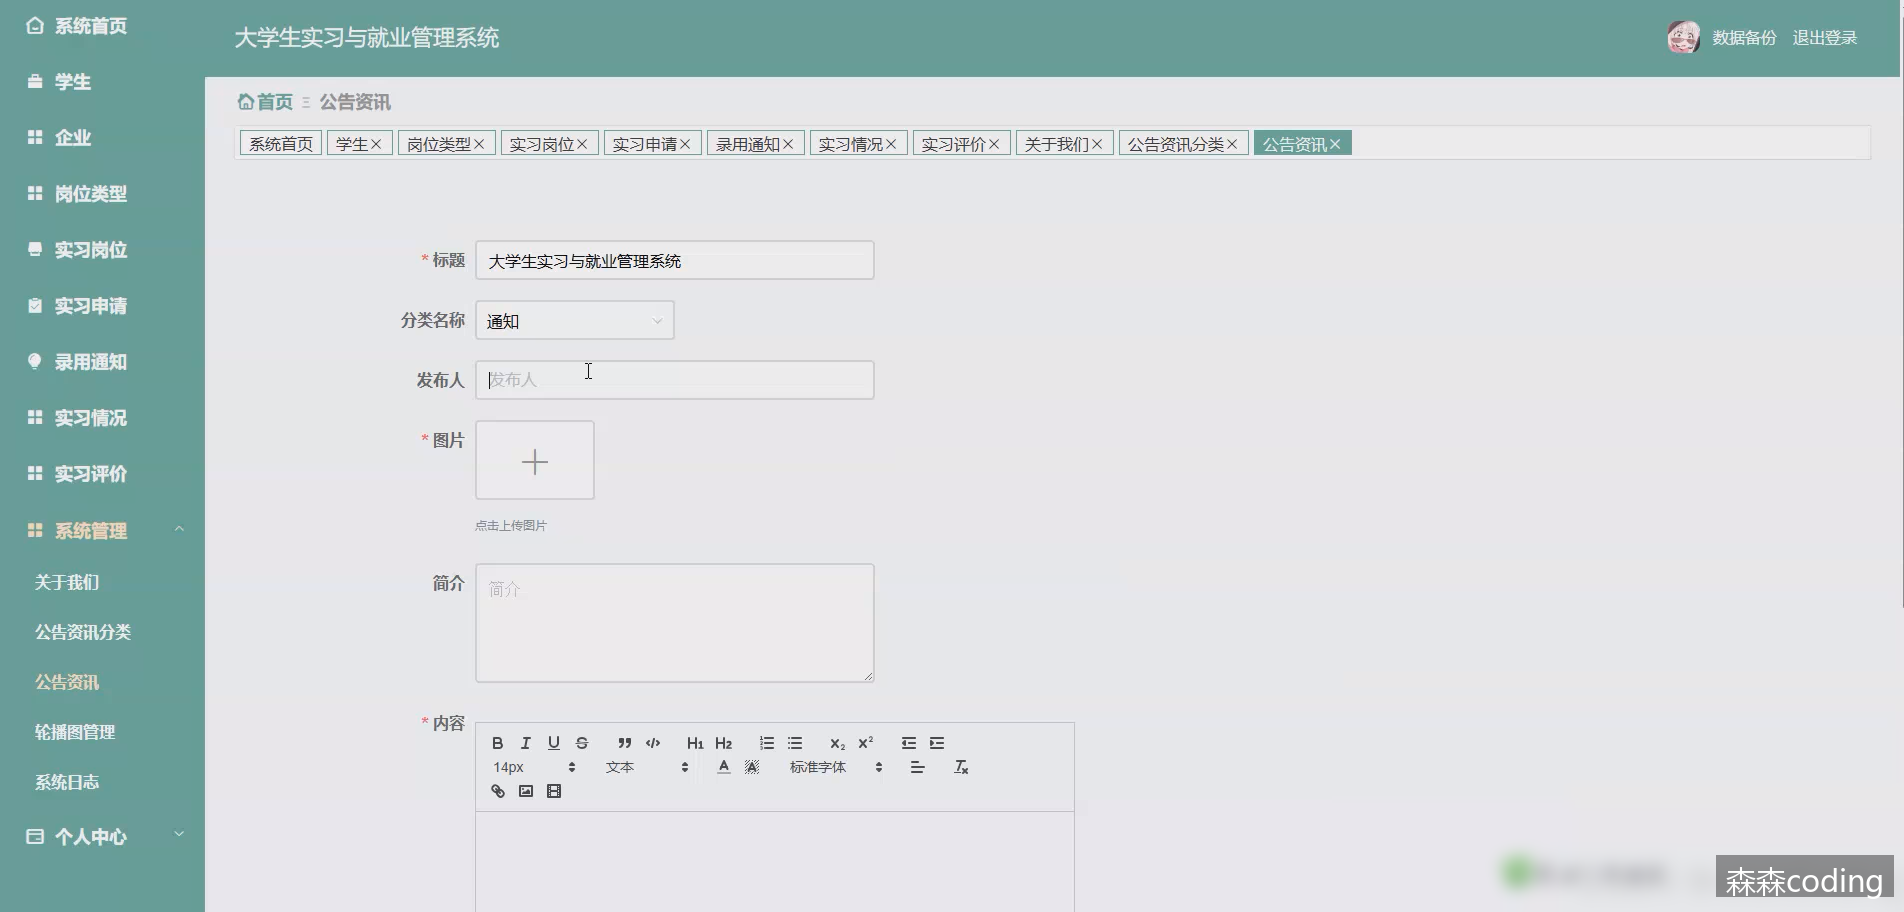 系统首页
学生
企业
岗位类型
实习岗位
实习申请
录用通知
实习情况
实习评价
系统管理
关于我们
公告资讯分类
公告资讯
轮播图管理
系统日志
个人中心
大学生实习与就业管理系统
数据备份 退出登录
首页 公告资讯
系统首页 学生 岗位类型 实习岗位 实习申请 录用通知 实习情况 实习评价 关于我们 公告资讯分类 公告资讯
* 标题 大学生实习与就业管理系统
分类名称 通知
发布人 发布人
* 图片
点击上传图片
简介 简介
* 内容
B I U S H1 H2 x₂ x²
14px 文本 A A 标准字体 Tx
森森coding